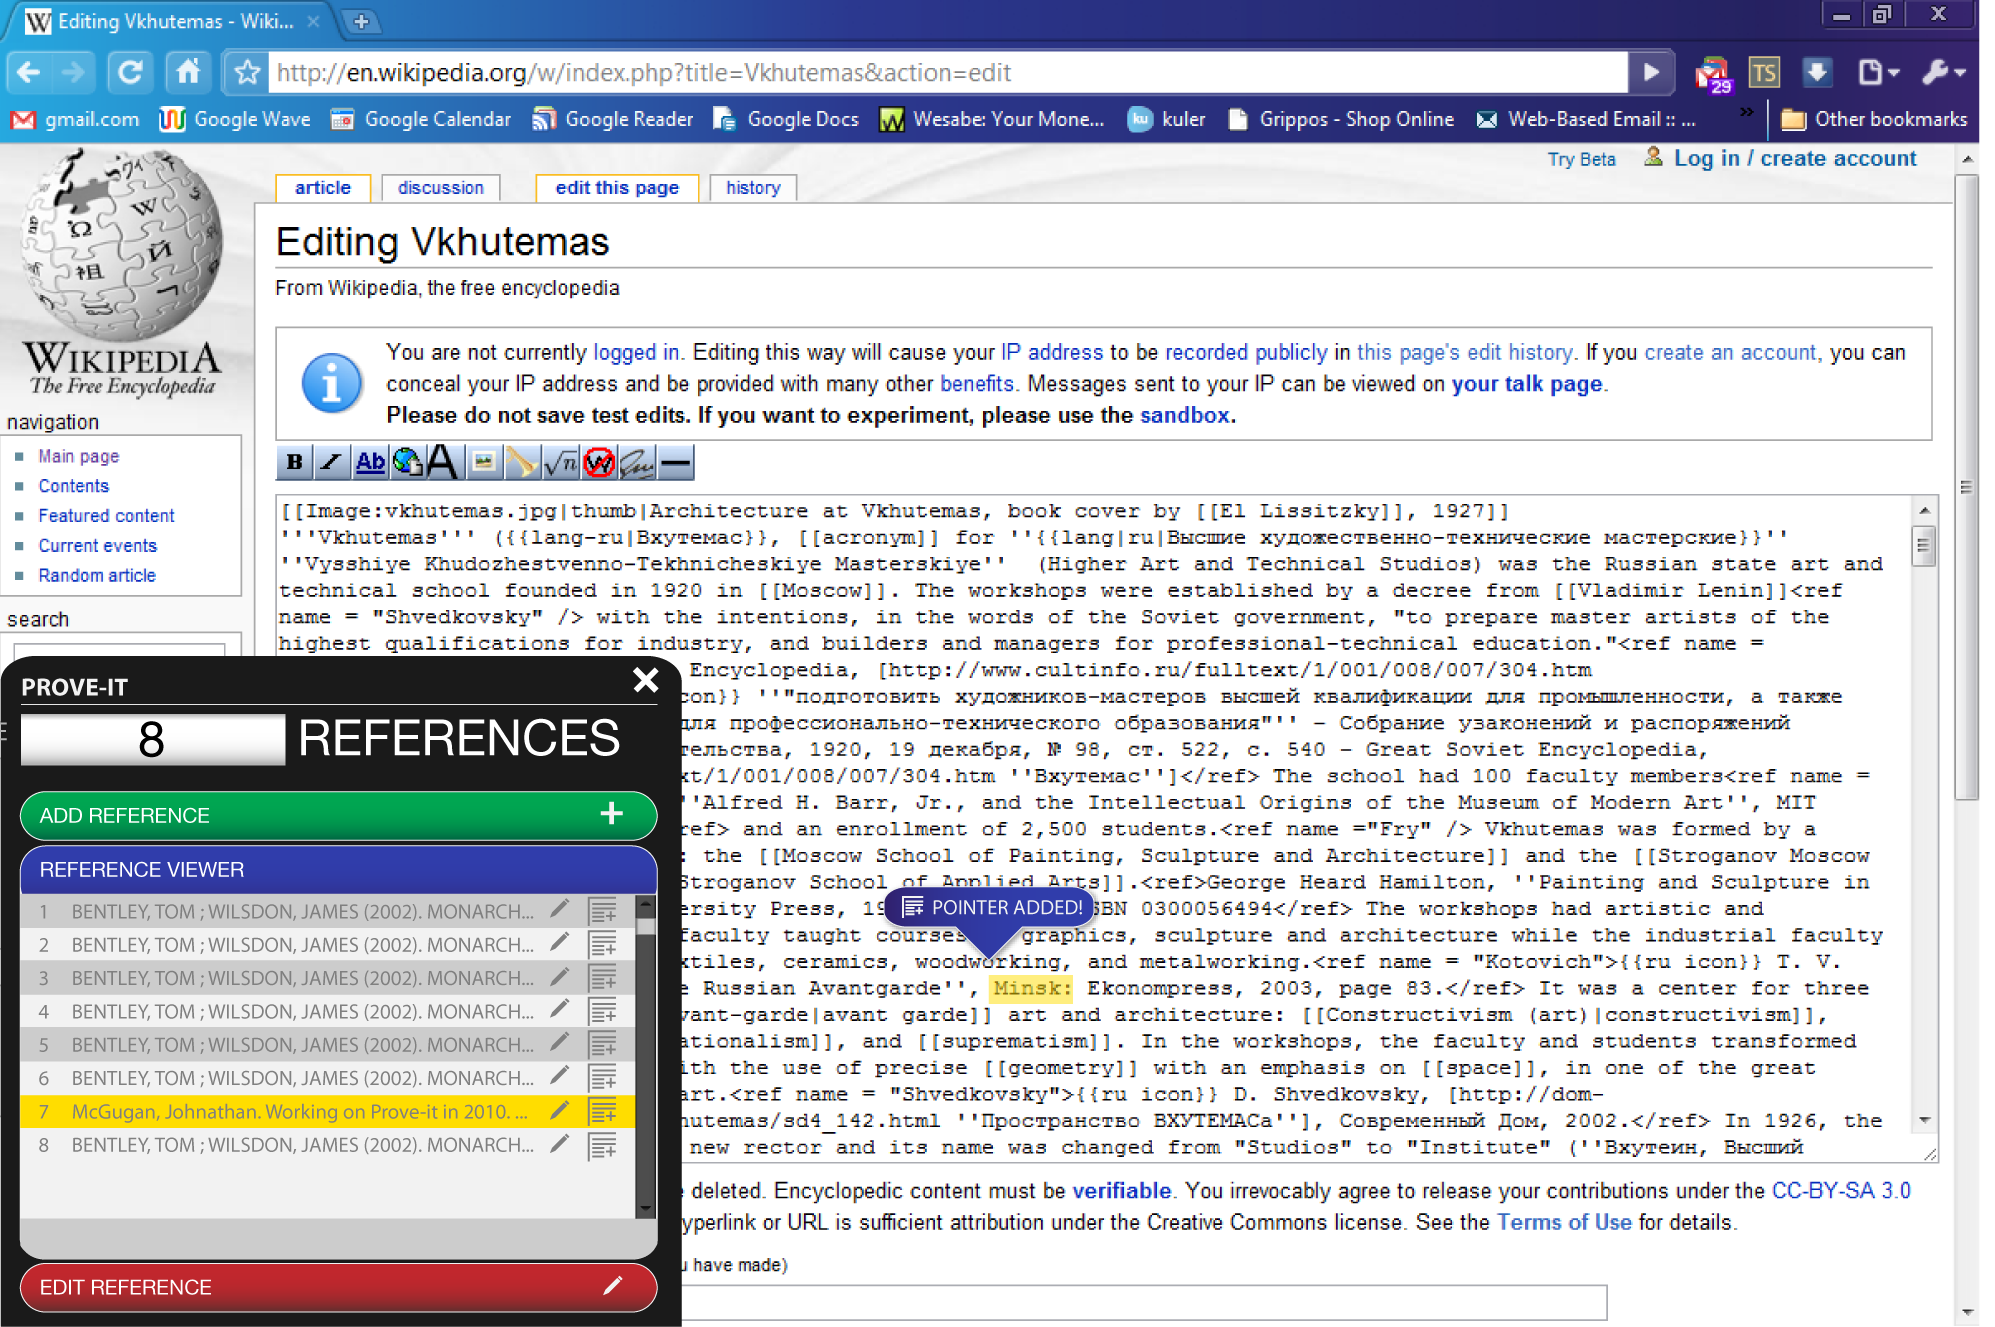 Editing Vkhutemas - Wiki...
http://en.wikipedia.org/w/index.php?title=Vkhutemas&action=edit
TS
29
gmail.com Google Wave Google Calendar Google Reader Google Docs Wesabe: Your Mone... ku kuler Grippos - Shop Online Web-Based Email :: ... » Other bookmarks
Try Beta Log in / create account
article discussion edit this page history
WIKIPEDIA
The Free Encyclopedia
navigation
Main page
Contents
Featured content
Current events
Random article
search
Editing Vkhutemas
From Wikipedia, the free encyclopedia
You are not currently logged in. Editing this way will cause your IP address to be recorded publicly in this page's edit history. If you create an account, you can
conceal your IP address and be provided with many other benefits. Messages sent to your IP can be viewed on your talk page.
Please do not save test edits. If you want to experiment, please use the sandbox.
B I Ab A √n W
[[Image:vkhutemas.jpg|thumb|Architecture at Vkhutemas, book cover by [[El Lissitzky]], 1927]]
'''Vkhutemas''' ({{lang-ru|Вхутемас}}, [[acronym]] for ''{{lang|ru|Высшие художественно-технические мастерские}}''
''Vysshiye Khudozhestvenno-Tekhnicheskiye Masterskiye'' (Higher Art and Technical Studios) was the Russian state art and
technical school founded in 1920 in [[Moscow]]. The workshops were established by a decree from [[Vladimir Lenin]]<ref
name = "Shvedkovsky" /> with the intentions, in the words of the Soviet government, "to prepare master artists of the
highest qualifications for industry, and builders and managers for professional-technical education."<ref name =
Encyclopedia, [http://www.cultinfo.ru/fulltext/1/001/008/007/304.htm
con}} ''"подготовить художников-мастеров высшей квалификации для промышленности, а также
для профессионально-технического образования"'' – Собрание узаконений и распоряжений
тельства, 1920, 19 декабря, № 98, ст. 522, с. 540 – Great Soviet Encyclopedia,
xt/1/001/008/007/304.htm ''Вхутемас'']</ref> The school had 100 faculty members<ref name =
''Alfred H. Barr, Jr., and the Intellectual Origins of the Museum of Modern Art'', MIT
ref> and an enrollment of 2,500 students.<ref name ="Fry" /> Vkhutemas was formed by a
: the [[Moscow School of Painting, Sculpture and Architecture]] and the [[Stroganov Moscow
Stroganov School of Applied Arts]].<ref>George Heard Hamilton, ''Painting and Sculpture in
ersity Press, 19 SBN 0300056494</ref> The workshops had artistic and
faculty taught courses graphics, sculpture and architecture while the industrial faculty
xtiles, ceramics, woodworking, and metalworking.<ref name = "Kotovich">{{ru icon}} T. V.
e Russian Avantgarde'', Minsk: Ekonompress, 2003, page 83.</ref> It was a center for three
vant-garde|avant garde]] art and architecture: [[Constructivism (art)|constructivism]],
ationalism]], and [[suprematism]]. In the workshops, the faculty and students transformed
ith the use of precise [[geometry]] with an emphasis on [[space]], in one of the great
art.<ref name = "Shvedkovsky">{{ru icon}} D. Shvedkovsky, [http://dom-
hutemas/sd4_142.html ''Пространство ВХУТЕМАСа''], Современный Дом, 2002.</ref> In 1926, the
new rector and its name was changed from "Studios" to "Institute" (''Вхутеин, Высший
POINTER ADDED!
deleted. Encyclopedic content must be verifiable. You irrevocably agree to release your contributions under the CC-BY-SA 3.0
yperlink or URL is sufficient attribution under the Creative Commons license. See the Terms of Use for details.
u have made)
PROVE-IT
8 REFERENCES
ADD REFERENCE
REFERENCE VIEWER
1 BENTLEY, TOM ; WILSDON, JAMES (2002). MONARCH...
2 BENTLEY, TOM ; WILSDON, JAMES (2002). MONARCH...
3 BENTLEY, TOM ; WILSDON, JAMES (2002). MONARCH...
4 BENTLEY, TOM ; WILSDON, JAMES (2002). MONARCH...
5 BENTLEY, TOM ; WILSDON, JAMES (2002). MONARCH...
6 BENTLEY, TOM ; WILSDON, JAMES (2002). MONARCH...
7 McGugan, Johnathan. Working on Prove-it in 2010. ...
8 BENTLEY, TOM ; WILSDON, JAMES (2002). MONARCH...
EDIT REFERENCE